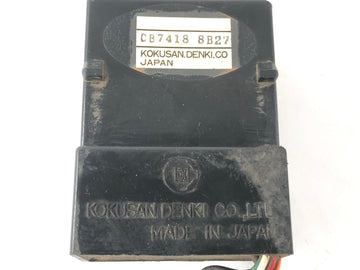 CB7418 8B27
KOKUSAN.DENKI.CO
JAPAN
KOKUSAN DENKI CO.,LTD
MADE IN JAPAN